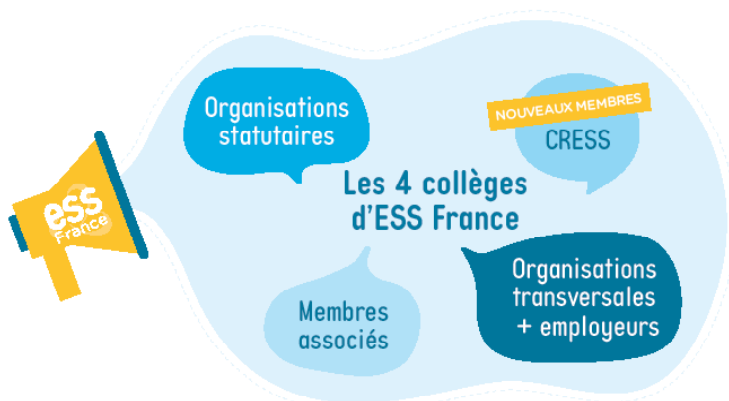 Organisations
statutaires
NOUVEAUX MEMBRES
CRESS
Les 4 collèges
d'ESS France
ess
France
Organisations
transversales
+ employeurs
Membres
associés